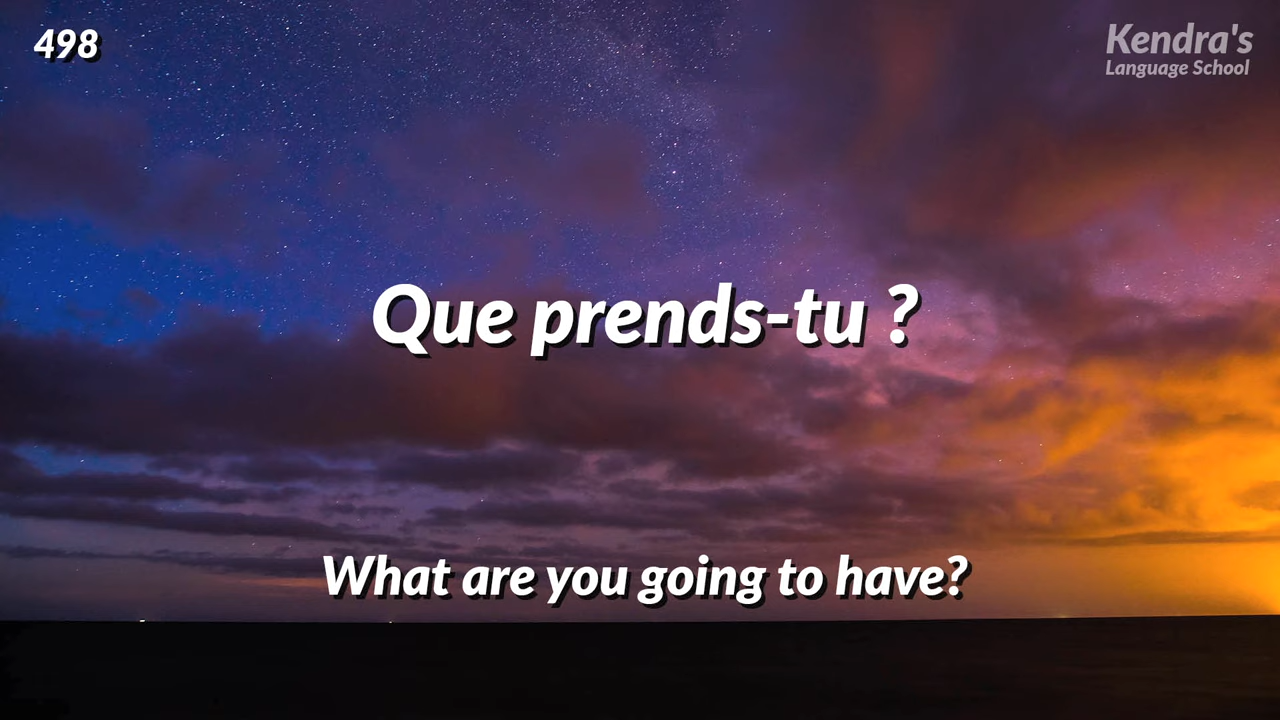 498
Kendra's
Language School
Que prends-tu ?
What are you going to have?